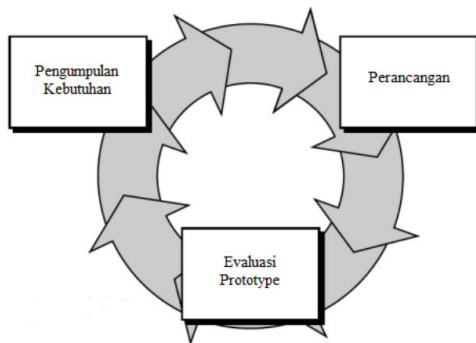 Pengumpulan
Kebutuhan
Perancangan
Evaluasi
Prototype